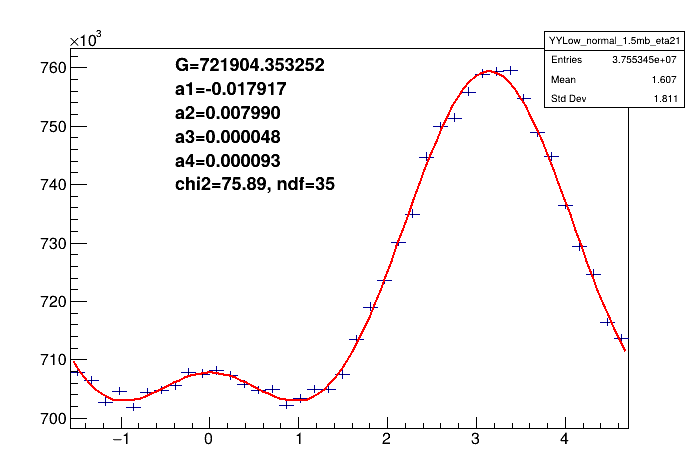 ×10³
YYLow_normal_1.5mb_eta21
Entries 3.755345e+07
Mean 1.607
Std Dev 1.811
G=721904.353252
a1=-0.017917
a2=0.007990
a3=0.000048
a4=0.000093
chi2=75.89, ndf=35
760
750
740
730
720
710
700
−1 0 1 2 3 4